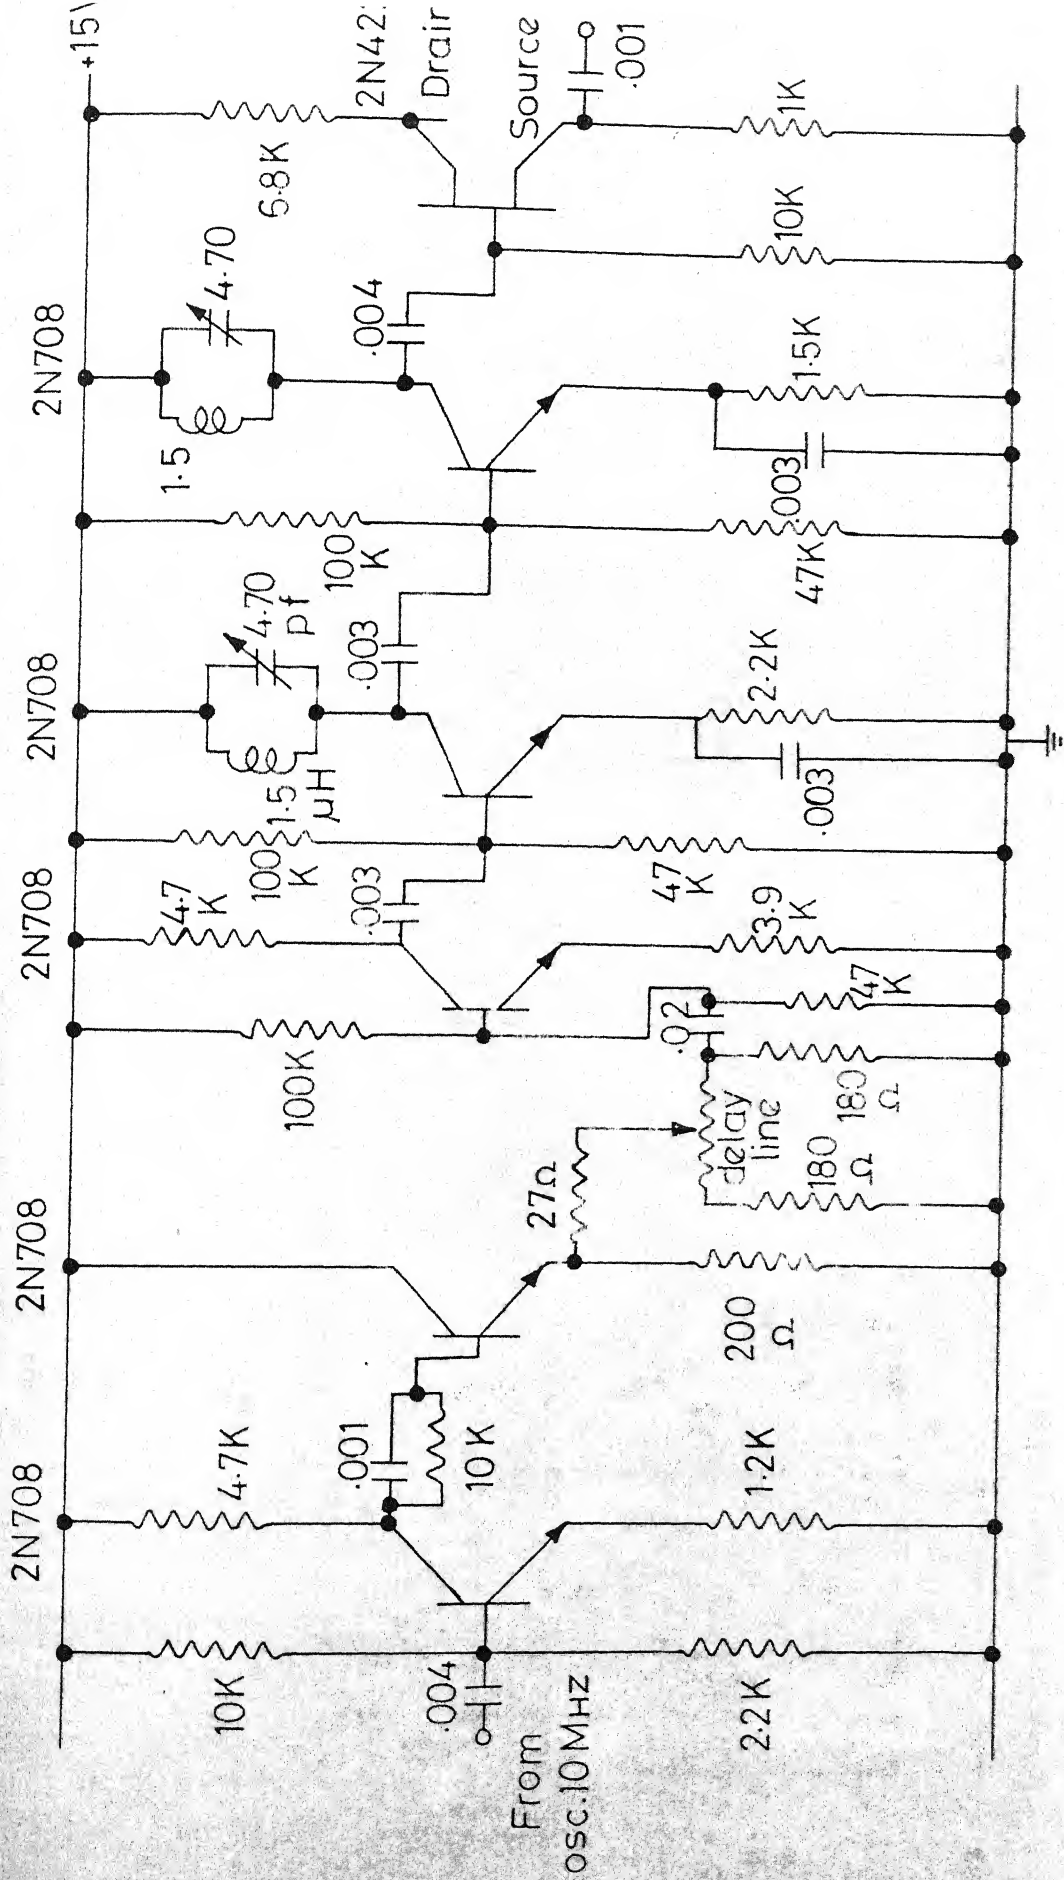 2N708
2N708
2N708
2N708
2N708
+15V
10K
4.7K
100K
4.7
K
100
K
1.5
μH
4.70
pf
100
K
1.5
4.70
6.8K
2N42
Drain
.004
.001
10K
.003
.003
.004
Source
.001
From
osc.10MHz
27Ω
delay
line
.02
2.2K
1.2K
200
Ω
180
Ω
180
Ω
47
K
3.9
K
47
K
.003
2.2K
47K
.003
1.5K
10K
1K